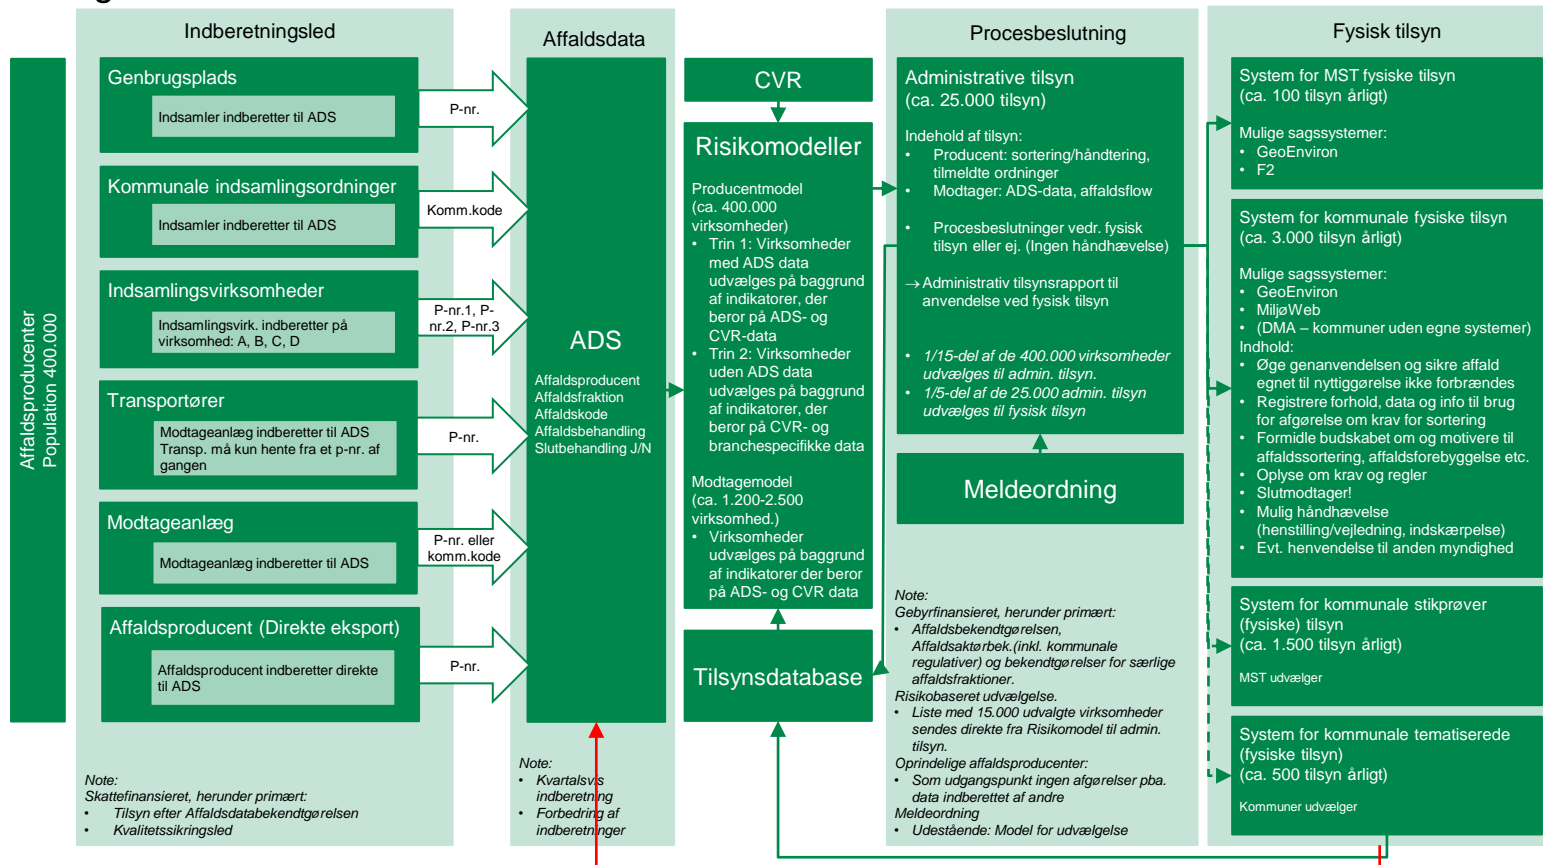 Affaldsproducenter
Population 400.000
Indberetningsled
Genbrugsplads
Indsamler indberetter til ADS
P-nr.
Kommunale indsamlingsordninger
Indsamler indberetter til ADS
Komm.kode
Indsamlingsvirksomheder
Indsamlingsvirk. indberetter på
virksomhed: A, B, C, D
P-nr.1, P-
nr.2, P-nr.3
Transportører
Modtageanlæg indberetter til ADS
Transp. må kun hente fra et p-nr. af
gangen
P-nr.
Modtageanlæg
Modtageanlæg indberetter til ADS
P-nr. eller
komm.kode
Affaldsproducent (Direkte eksport)
Affaldsproducent indberetter direkte
til ADS
P-nr.
Note:
Skattefinansieret, herunder primært:
• Tilsyn efter Affaldsdatabekendtgørelsen
• Kvalitetssikringsled
Affaldsdata
ADS
Affaldsproducent
Affaldsfraktion
Affaldskode
Affaldsbehandling
Slutbehandling J/N
Note:
• Kvartalsvis
indberetning
• Forbedring af
indberetninger
CVR
Risikomodeller
Producentmodel
(ca. 400.000
virksomheder)
• Trin 1: Virksomheder
med ADS data
udvælges på baggrund
af indikatorer, der
beror på ADS- og
CVR-data
• Trin 2: Virksomheder
uden ADS data
udvælges på baggrund
af indikatorer, der
beror på CVR- og
branchespecifikke data
Modtagemodel
(ca. 1.200-2.500
virksomhed.)
• Virksomheder
udvælges på baggrund
af indikatorer der beror
på ADS- og CVR data
Tilsynsdatabase
Procesbeslutning
Administrative tilsyn
(ca. 25.000 tilsyn)
Indehold af tilsyn:
• Producent: sortering/håndtering,
tilmeldte ordninger
• Modtager: ADS-data, affaldsflow
• Procesbeslutninger vedr. fysisk
tilsyn eller ej. (Ingen håndhævelse)
→ Administrativ tilsynsrapport til
anvendelse ved fysisk tilsyn
• 1/15-del af de 400.000 virksomheder
udvælges til admin. tilsyn.
• 1/5-del af de 25.000 admin. tilsyn
udvælges til fysisk tilsyn
Meldeordning
Note:
Gebyrfinansieret, herunder primært:
• Affaldsbekendtgørelsen,
Affaldsaktørbek.(inkl. kommunale
regulativer) og bekendtgørelser for særlige
affaldsfraktioner.
Risikobaseret udvælgelse.
• Liste med 15.000 udvalgte virksomheder
sendes direkte fra Risikomodel til admin.
tilsyn.
Oprindelige affaldsproducenter:
• Som udgangspunkt ingen afgørelser pba.
data indberettet af andre
Meldeordning
• Udestående: Model for udvælgelse
Fysisk tilsyn
System for MST fysiske tilsyn
(ca. 100 tilsyn årligt)
Mulige sagssystemer:
• GeoEnviron
• F2
System for kommunale fysiske tilsyn
(ca. 3.000 tilsyn årligt)
Mulige sagssystemer:
• GeoEnviron
• MiljøWeb
• (DMA – kommuner uden egne systemer)
Indhold:
• Øge genanvendelsen og sikre affald
egnet til nyttiggørelse ikke forbrændes
• Registrere forhold, data og info til brug
for afgørelse om krav for sortering
• Formidle budskabet om og motivere til
affaldssortering, affaldsforebyggelse etc.
• Oplyse om krav og regler
• Slutmodtager!
• Mulig håndhævelse
(henstilling/vejledning, indskærpelse)
• Evt. henvendelse til anden myndighed
System for kommunale stikprøver
(fysiske) tilsyn
(ca. 1.500 tilsyn årligt)
MST udvælger
System for kommunale tematiserede
(fysiske tilsyn)
(ca. 500 tilsyn årligt)
Kommuner udvælger